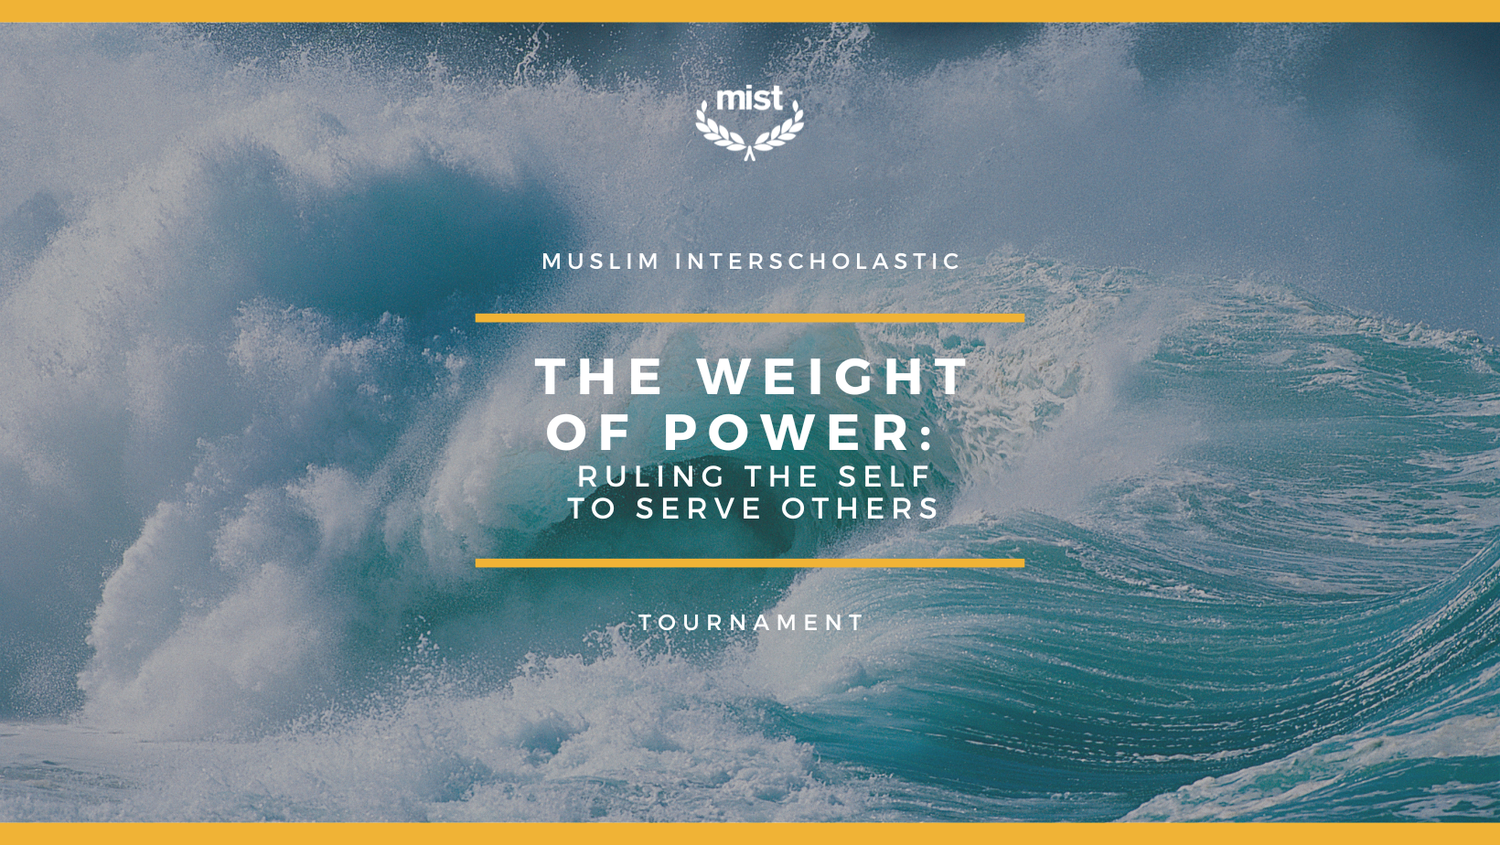 mist
MUSLIM INTERSCHOLASTIC
THE WEIGHT
OF POWER:
RULING THE SELF
TO SERVE OTHERS
TOURNAMENT